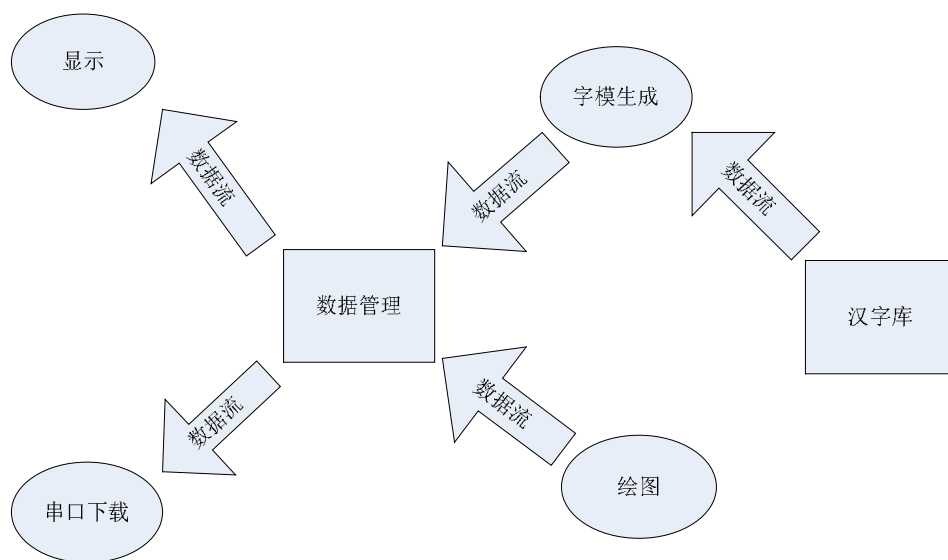 显示
字模生成
数据流
数据流
数据流
数据管理
汉字库
数据流
数据流
绘图
串口下载